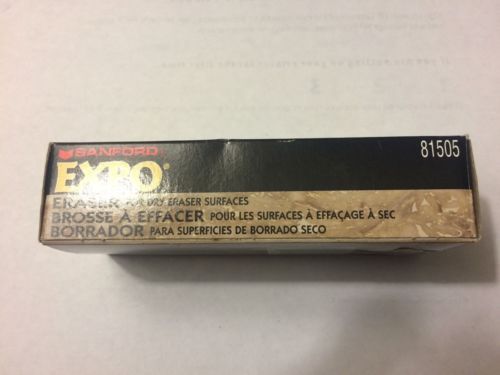 SANFORD
EXPO®
81505
ERASER FOR DRY ERASER SURFACES
BROSSE À EFFACER POUR LES SURFACES À EFFAÇAGE À SEC
BORRADOR PARA SUPERFICIES DE BORRADO SECO